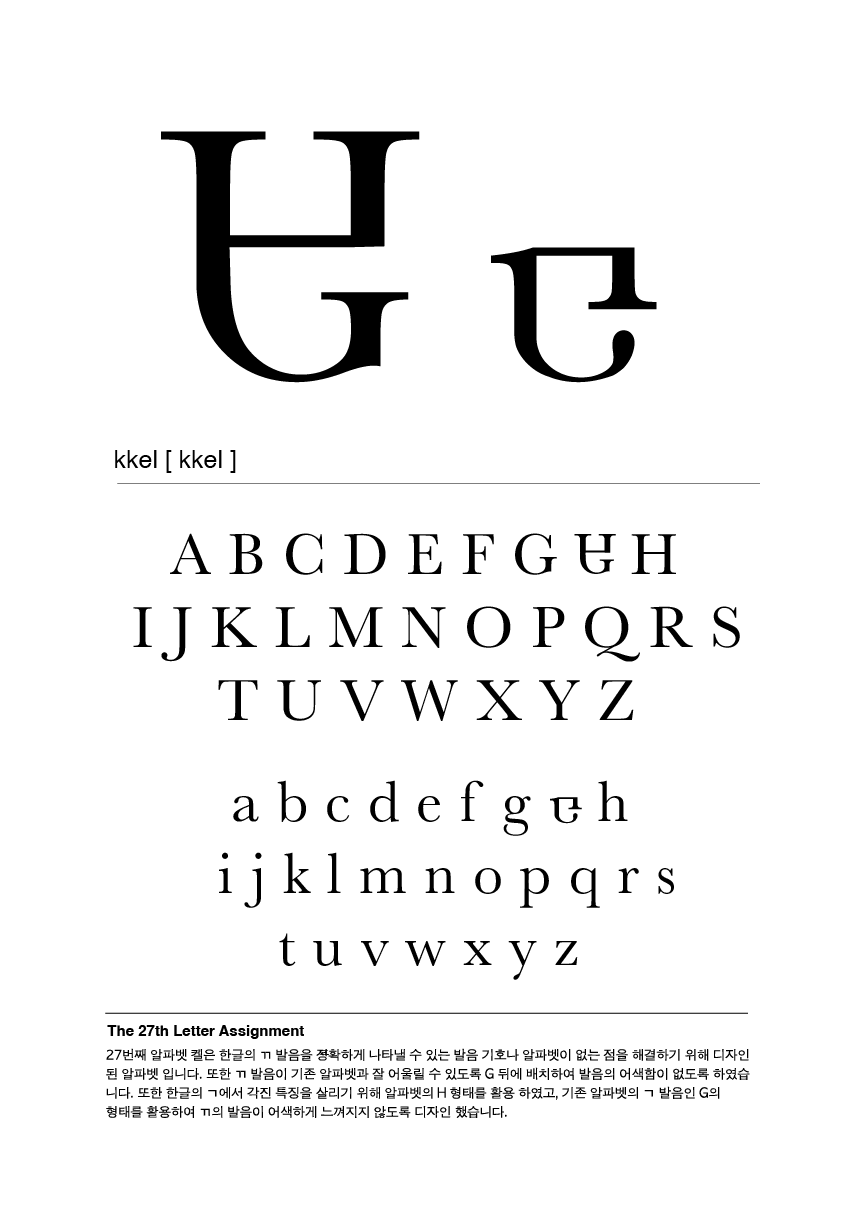 kkel [ kkel ]
A B C D E F G H
I J K L M N O P Q R S
T U V W X Y Z
a b c d e f g h
i j k l m n o p q r s
t u v w x y z
The 27th Letter Assignment
27번째 알파벳 켈은 한글의 ㄲ 발음을 정확하게 나타낼 수 있는 발음 기호나 알파벳이 없는 점을 해결하기 위해 디자인
된 알파벳 입니다. 또한 ㄲ 발음이 기존 알파벳과 잘 어울릴 수 있도록 G 뒤에 배치하여 발음의 어색함이 없도록 하였습
니다. 또한 한글의 ㄱ에서 각진 특징을 살리기 위해 알파벳의 H 형태를 활용 하였고, 기존 알파벳의 ㄱ 발음인 G의
형태를 활용하여 ㄲ의 발음이 어색하게 느껴지지 않도록 디자인 했습니다.